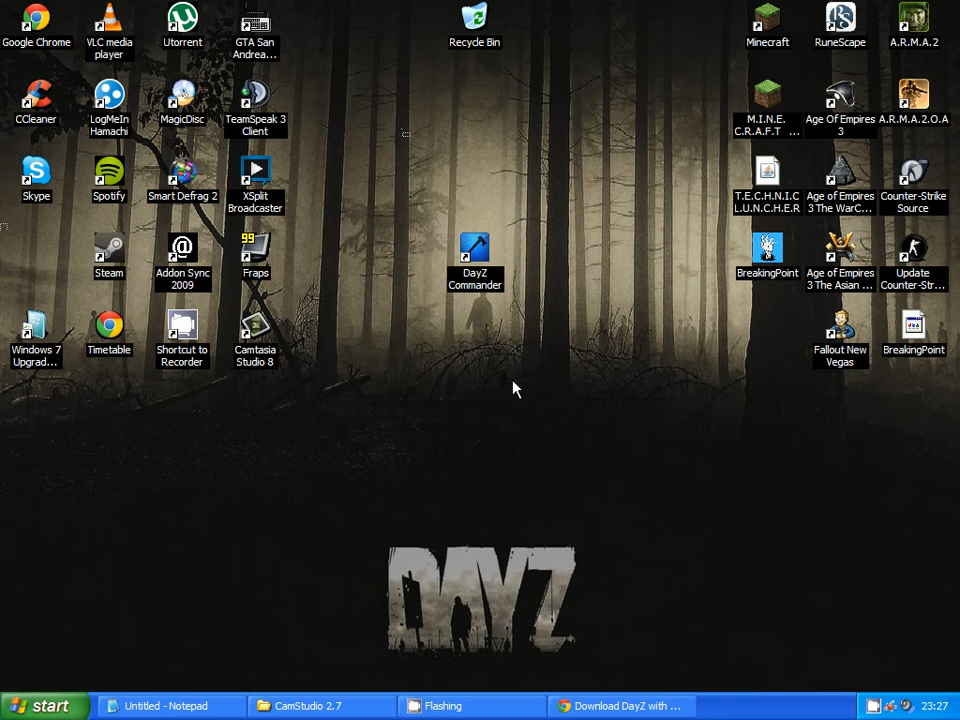 Google Chrome
VLC media
player
Utorrent
GTA San
Andrea...
Recycle Bin
Minecraft
RuneScape
A.R.M.A.2
CCleaner
LogMeIn
Hamachi
MagicDisc
TeamSpeak 3
Client
M.I.N.E.
C.R.A.F.T ...
Age Of Empires
3
A.R.M.A.2.O.A
Skype
Spotify
Smart Defrag 2
XSplit
Broadcaster
T.E.C.H.N.I.C
L.U.N.C.H.E.R
Age of Empires
3 The WarC...
Counter-Strike
Source
Steam
Addon Sync
2009
99
Fraps
DayZ
Commander
BreakingPoint
Age of Empires
3 The Asian ...
Update
Counter-Str...
Windows 7
Upgrad...
Timetable
Shortcut to
Recorder
Camtasia
Studio 8
Fallout New
Vegas
BreakingPoint
DAYZ
start
Untitled - Notepad
CamStudio 2.7
Flashing
Download DayZ with ...
23:27